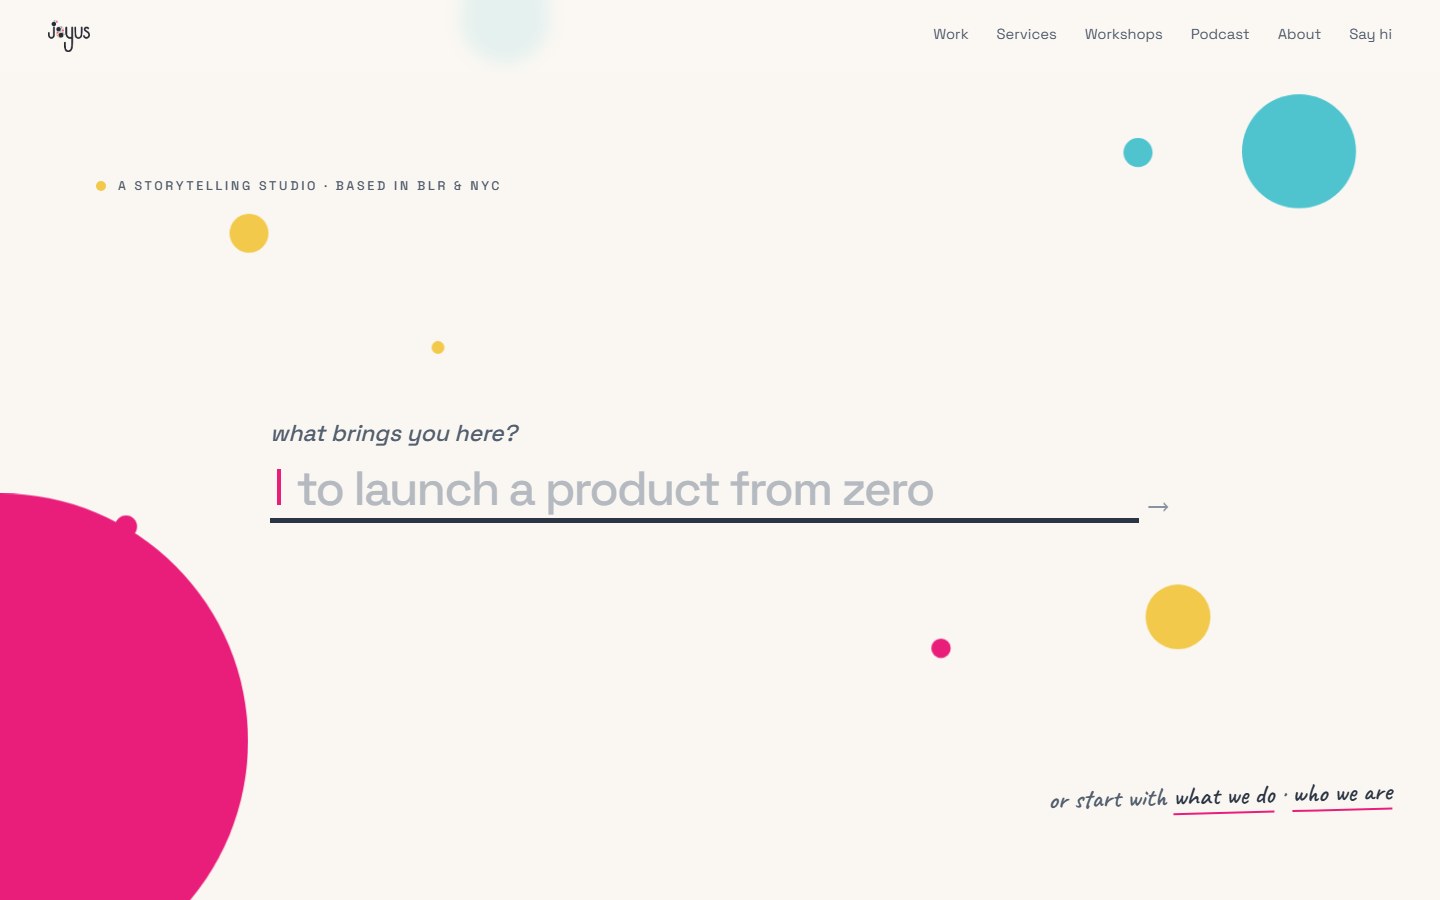 joyus
Work Services Workshops Podcast About Say hi
A STORYTELLING STUDIO · BASED IN BLR & NYC
what brings you here?
to launch a product from zero
→
or start with what we do · who we are